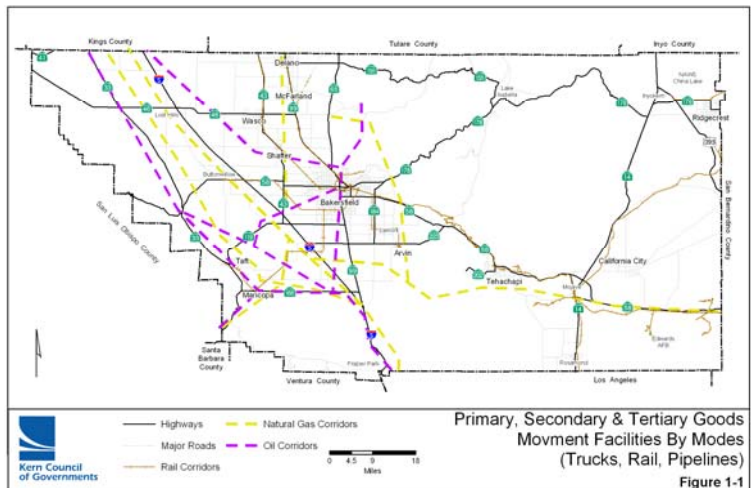 Kings County
Tulare County
Inyo County
Delano
McFarland
Wasco
Lost Hills
Shafter
Buttonwillow
Bakersfield
Lamont
Arvin
Taft
Maricopa
Lake
Isabella
Inyokern
NAWS
China Lake
Ridgecrest
San Bernardino County
San Luis Obispo County
California City
Tehachapi
Mojave
Rosamond
Edwards
AFB
Santa
Barbara
County
Ventura County
Frazier Park
Los Angeles
Kern Council
of Governments
Highways
Major Roads
Rail Corridors
Natural Gas Corridors
Oil Corridors
0 4.5 9 18
Miles
Primary, Secondary & Tertiary Goods
Movment Facilities By Modes
(Trucks, Rail, Pipelines)
Figure 1-1